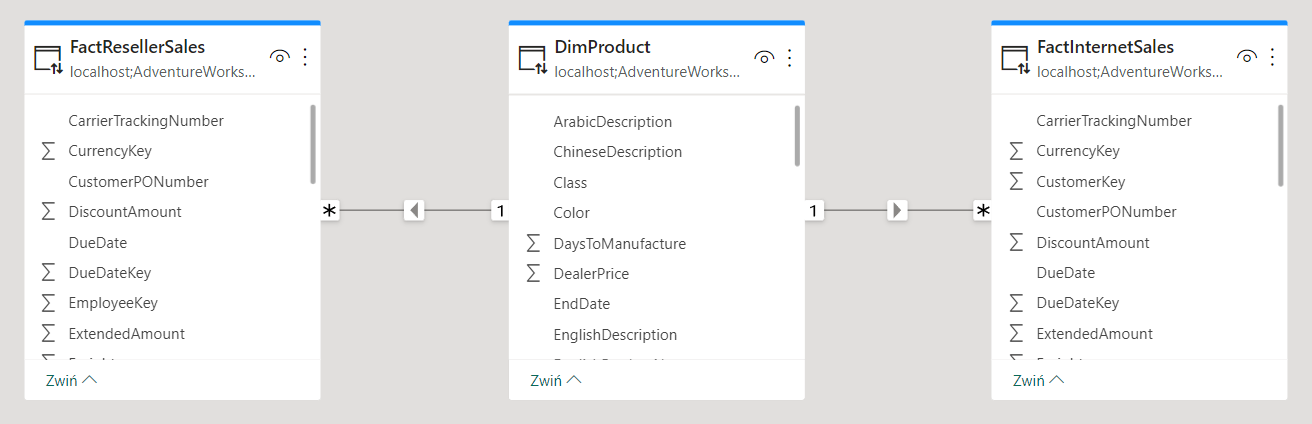 FactResellerSales
localhost;AdventureWorks...
CarrierTrackingNumber
∑ CurrencyKey
CustomerPONumber
∑ DiscountAmount
DueDate
∑ DueDateKey
∑ EmployeeKey
∑ ExtendedAmount
Zwiń
* 1
DimProduct
localhost;AdventureWorks...
ArabicDescription
ChineseDescription
Class
Color
∑ DaysToManufacture
∑ DealerPrice
EndDate
EnglishDescription
Zwiń
1 *
FactInternetSales
localhost;AdventureWorks...
CarrierTrackingNumber
∑ CurrencyKey
∑ CustomerKey
CustomerPONumber
∑ DiscountAmount
DueDate
∑ DueDateKey
∑ ExtendedAmount
Zwiń